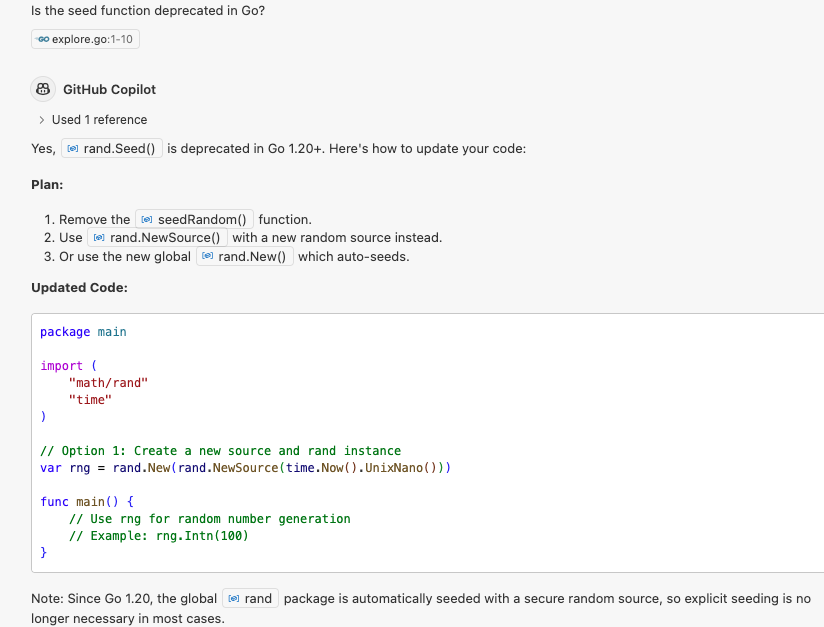 Is the seed function deprecated in Go?
GO explore.go:1-10
GitHub Copilot
> Used 1 reference
Yes, rand.Seed() is deprecated in Go 1.20+. Here's how to update your code:
Plan:
1. Remove the seedRandom() function.
2. Use rand.NewSource() with a new random source instead.
3. Or use the new global rand.New() which auto-seeds.
Updated Code:
package main
import (
"math/rand"
"time"
)
// Option 1: Create a new source and rand instance
var rng = rand.New(rand.NewSource(time.Now().UnixNano()))
func main() {
// Use rng for random number generation
// Example: rng.Intn(100)
}
Note: Since Go 1.20, the global rand package is automatically seeded with a secure random source, so explicit seeding is no
longer necessary in most cases.